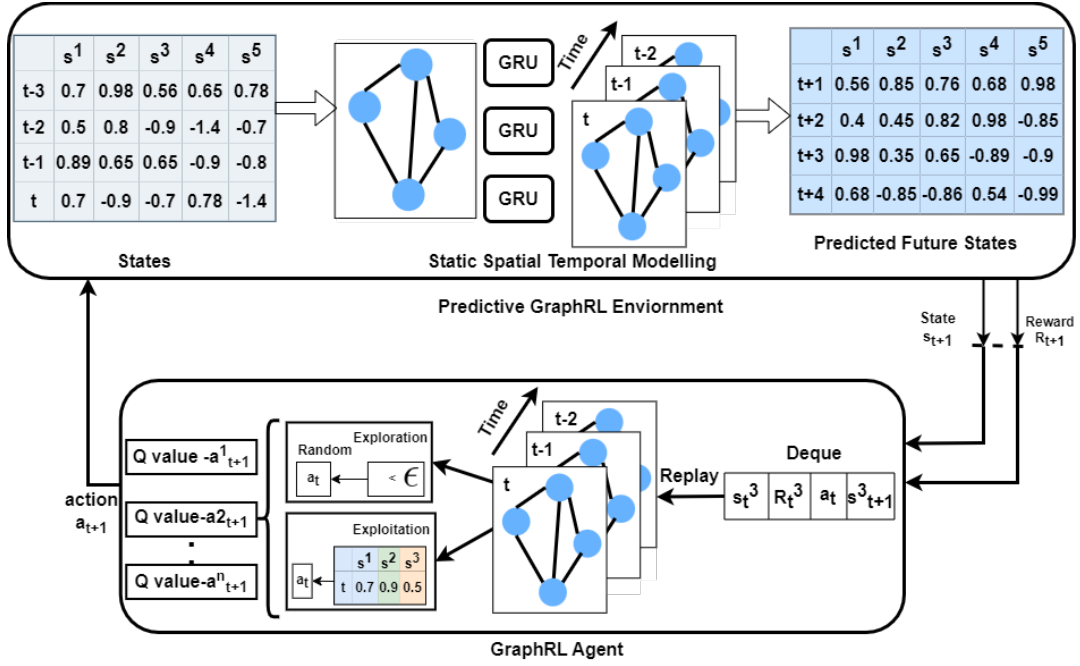 s1 s2 s3 s4 s5
t-3 0.7 0.98 0.56 0.65 0.78
t-2 0.5 0.8 -0.9 -1.4 -0.7
t-1 0.89 0.65 0.65 -0.9 -0.8
t 0.7 -0.9 -0.7 0.78 -1.4
States
GRU
GRU
GRU
Time
t-2
t-1
t
Static Spatial Temporal Modelling
s1 s2 s3 s4 s5
t+1 0.56 0.85 0.76 0.68 0.98
t+2 0.4 0.45 0.82 0.98 -0.85
t+3 0.98 0.35 0.65 -0.89 -0.9
t+4 0.68 -0.85 -0.86 0.54 -0.99
Predicted Future States
Predictive GraphRL Enviornment
State
st+1
Reward
Rt+1
action
at+1
Q value -a1t+1
Q value-a2t+1
Q value-ant+1
Exploration
Random
at
< ϵ
Exploitation
s1 s2 s3
at
t 0.7 0.9 0.5
Time
t-2
t-1
t
Replay
Deque
st3 Rt3 at s3t+1
GraphRL Agent